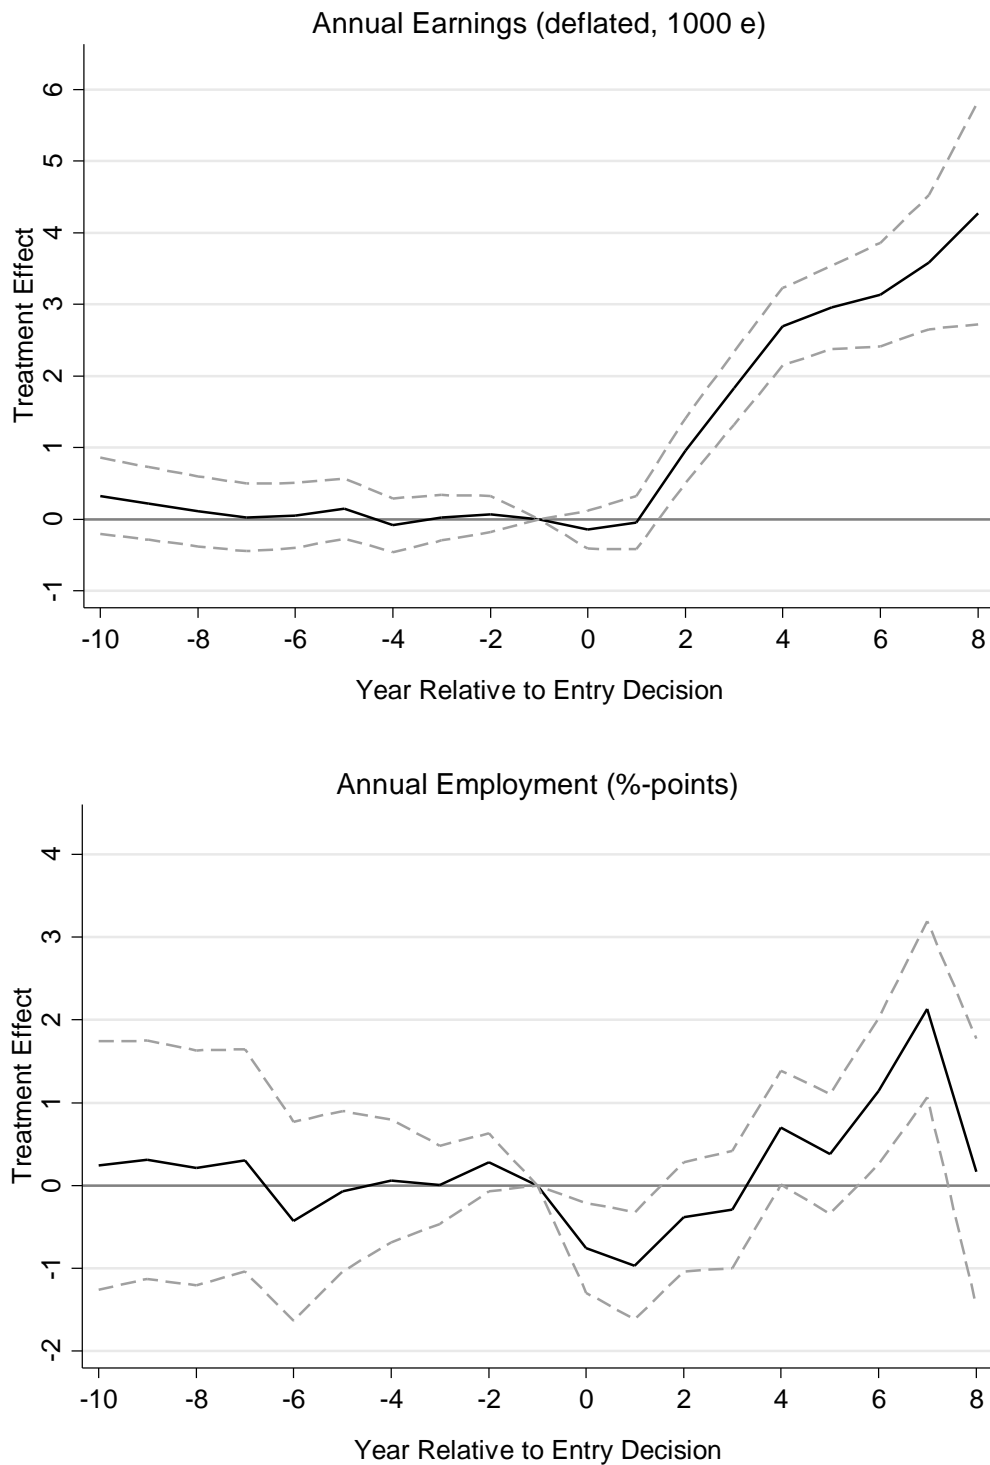 Annual Earnings (deflated, 1000 e)
Treatment Effect
6
5
4
3
2
1
0
-1
-10 -8 -6 -4 -2 0 2 4 6 8
Year Relative to Entry Decision
Annual Employment (%-points)
Treatment Effect
4
3
2
1
0
-1
-2
-10 -8 -6 -4 -2 0 2 4 6 8
Year Relative to Entry Decision